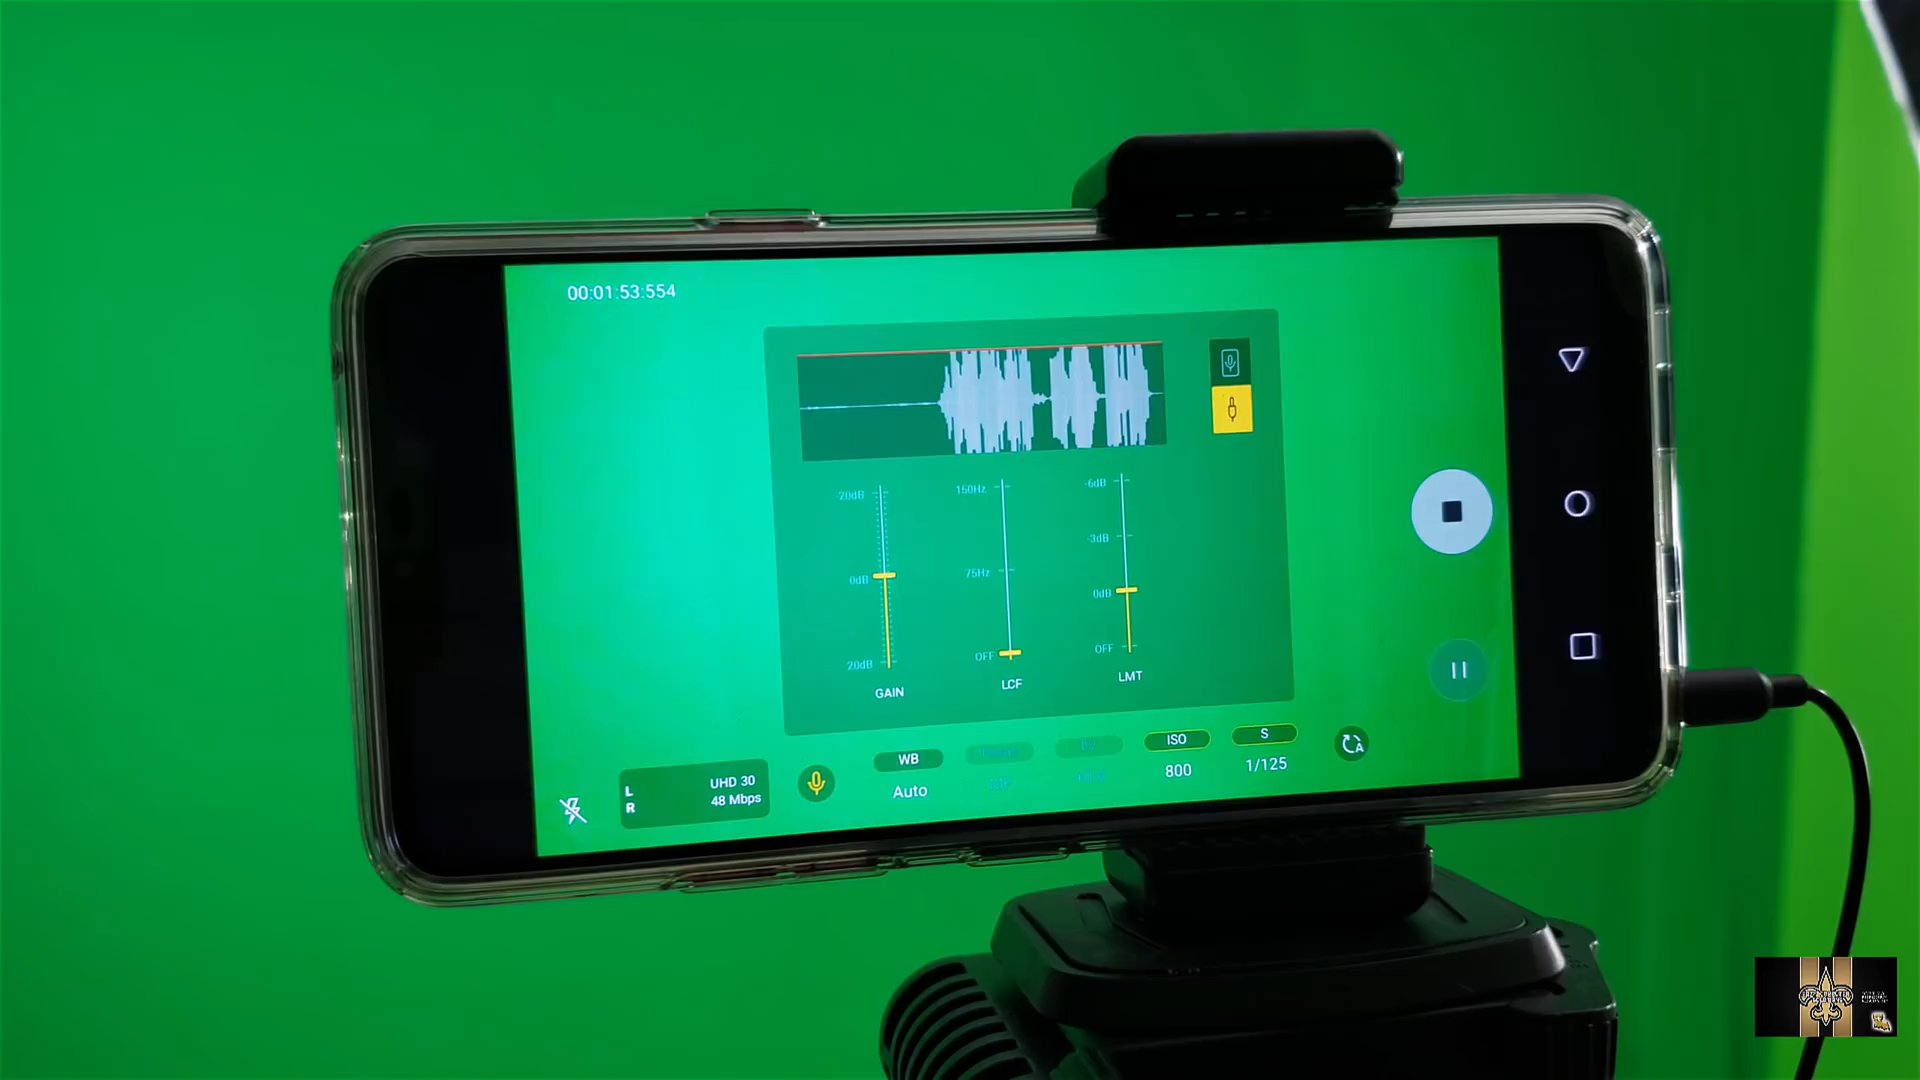 00:01:53:554
-20dB
0dB
20dB
GAIN
150Hz
75Hz
OFF
LCF
-6dB
-3dB
0dB
OFF
LMT
L
R
UHD 30
48 Mbps
WB
Auto
ISO
800
S
1/125